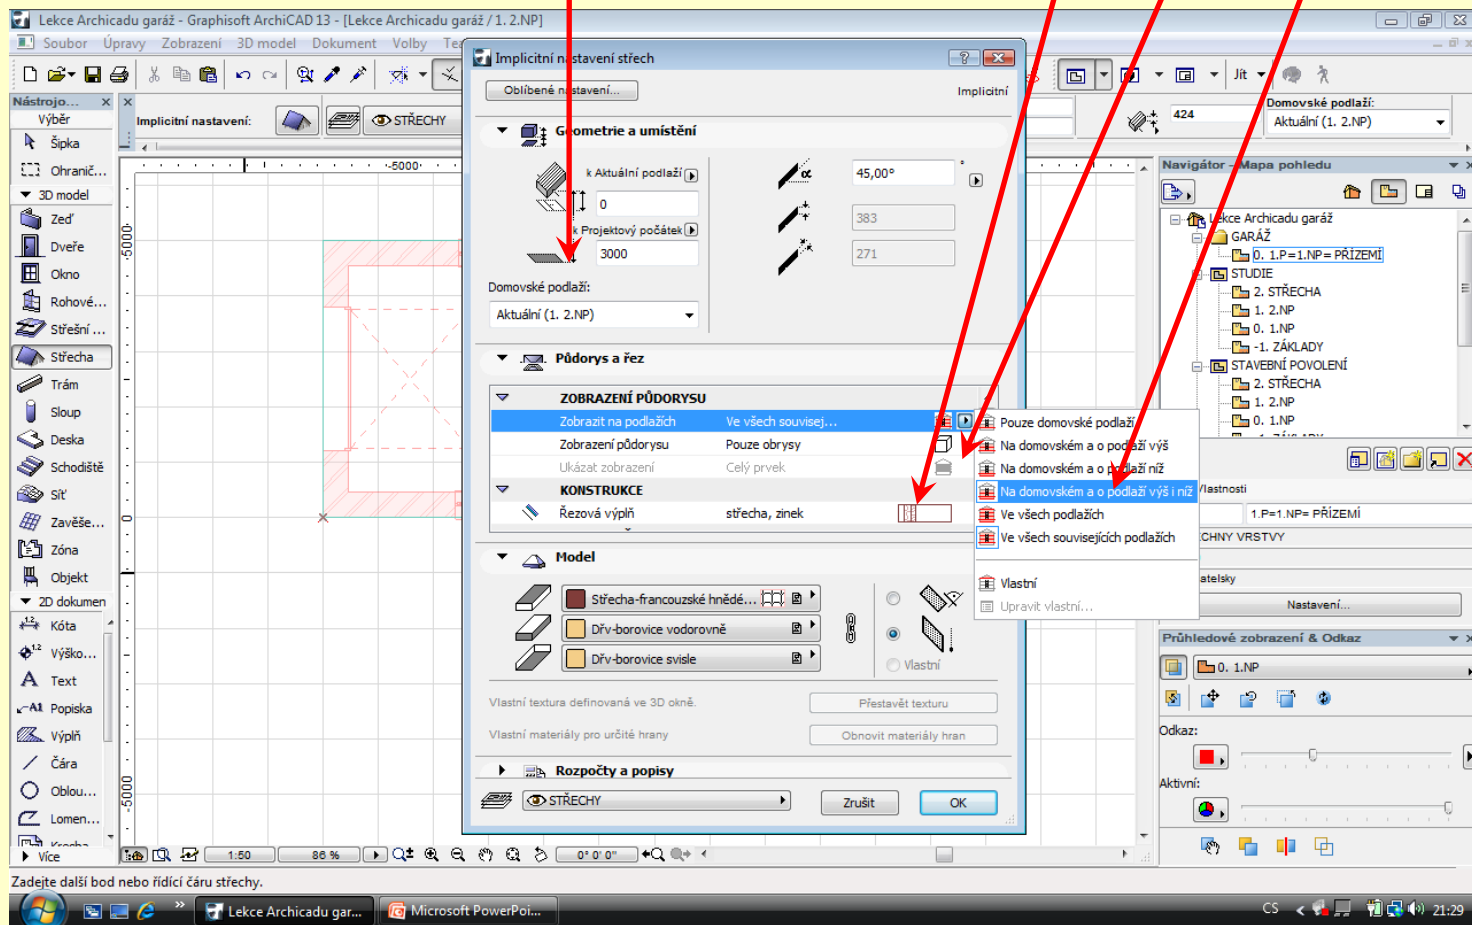 Lekce Archicadu garáž - Graphisoft ArchiCAD 13 - [Lekce Archicadu garáž / 1. 2.NP]
Soubor Úpravy Zobrazení 3D model Dokument Volby
Jít
Nástrojo...
Výběr
Šipka
Ohranič...
3D model
Zeď
Dveře
Okno
Rohové...
Střešní ...
Střecha
Trám
Sloup
Deska
Schodiště
Síť
Zavěše...
Zóna
Objekt
2D dokumen
Kóta
Výško...
Text
Popiska
Výplň
Čára
Oblou...
Lomen...
Více
Implicitní nastavení:
STŘECHY
424
Domovské podlaží:
Aktuální (1. 2.NP)
-5000
5000
0
-5000
Implicitní nastavení střech
Oblíbené nastavení...
Implicitní
Geometrie a umístění
k Aktuální podlaží
0
k Projektový počátek
3000
45,00°
°
383
271
Domovské podlaží:
Aktuální (1. 2.NP)
Půdorys a řez
ZOBRAZENÍ PŮDORYSU
Zobrazit na podlažích Ve všech souvisej...
Zobrazení půdorysu Pouze obrysy
Ukázat zobrazení Celý prvek
KONSTRUKCE
Řezová výplň střecha, zinek
Model
Střecha-francouzské hnědé...
Dřv-borovice vodorovně
Dřv-borovice svisle
Vlastní
Vlastní textura definovaná ve 3D okně.
Přestavět texturu
Vlastní materiály pro určité hrany
Obnovit materiály hran
Rozpočty a popisy
STŘECHY
Zrušit
OK
Pouze domovské podlaží
Na domovském a o podlaží výš
Na domovském a o podlaží níž
Na domovském a o podlaží výš i níž
Ve všech podlažích
Ve všech souvisejících podlažích
Vlastní
Upravit vlastní...
Navigátor - Mapa pohledu
Lekce Archicadu garáž
GARÁŽ
0. 1.P=1.NP= PŘÍZEMÍ
STUDIE
2. STŘECHA
1. 2.NP
0. 1.NP
-1. ZÁKLADY
STAVEBNÍ POVOLENÍ
2. STŘECHA
1. 2.NP
0. 1.NP
Vlastnosti
1.P=1.NP= PŘÍZEMÍ
CHNY VRSTVY
atelsky
Nastavení...
Průhledové zobrazení & Odkaz
0. 1.NP
Odkaz:
Aktivní:
1:50
86 %
0° 0' 0"
Zadejte další bod nebo řídící čáru střechy.
Lekce Archicadu gar...
Microsoft PowerPoi...
CS
21:29